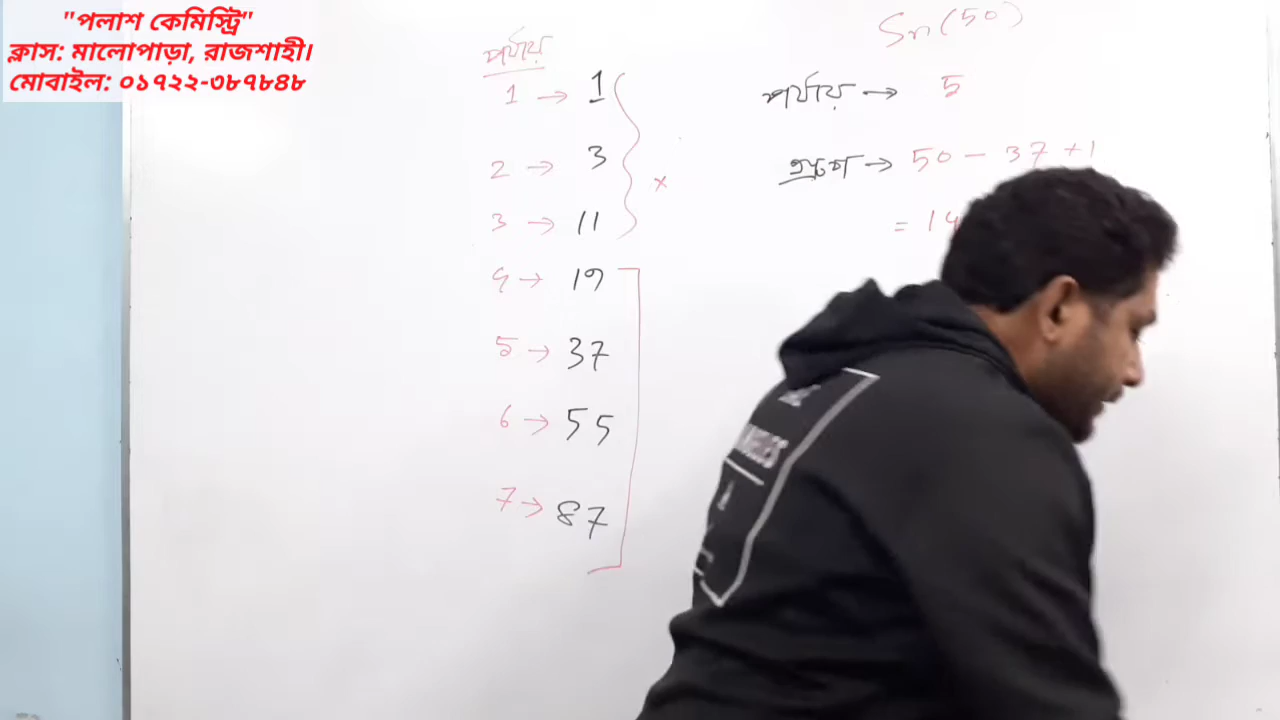 "পলাশ কেমিস্ট্রি"
ক্লাস: মালোপাড়া, রাজশাহী।
মোবাইল: ০১৭২২-৩৮৭৮৪৮
পর্যায়
1 → 1
2 → 3
3 → 11
4 → 19
5 → 37
6 → 55
7 → 87
×
Sn (50)
পর্যায় → 5
গ্রুপ → 50 - 37 + 1
= 14